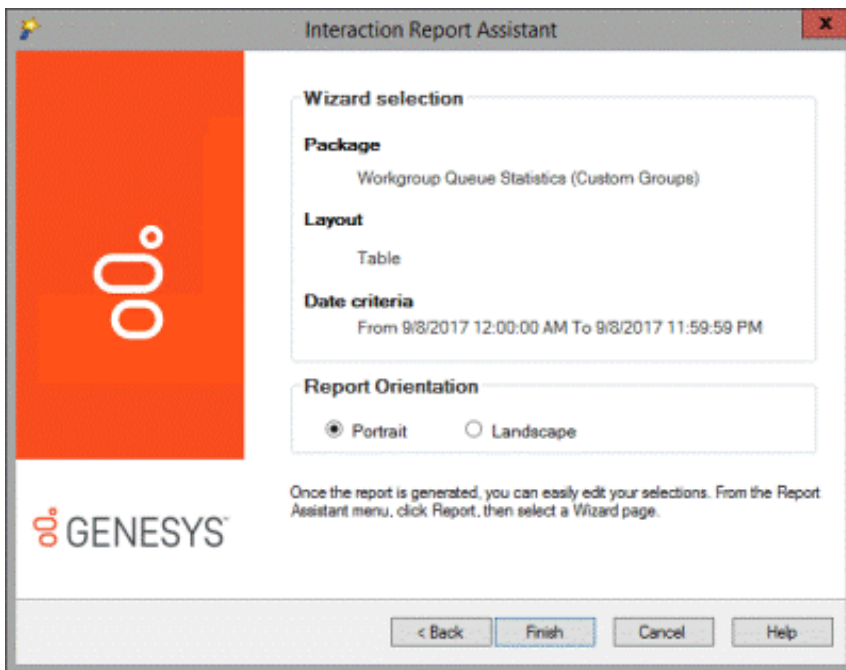 Interaction Report Assistant
x
Wizard selection
Package
Workgroup Queue Statistics (Custom Groups)
Layout
Table
Date criteria
From 9/8/2017 12:00:00 AM To 9/8/2017 11:59:59 PM
Report Orientation
Portrait
Landscape
Once the report is generated, you can easily edit your selections. From the Report
Assistant menu, click Report, then select a Wizard page.
GENESYS™
< Back
Finish
Cancel
Help